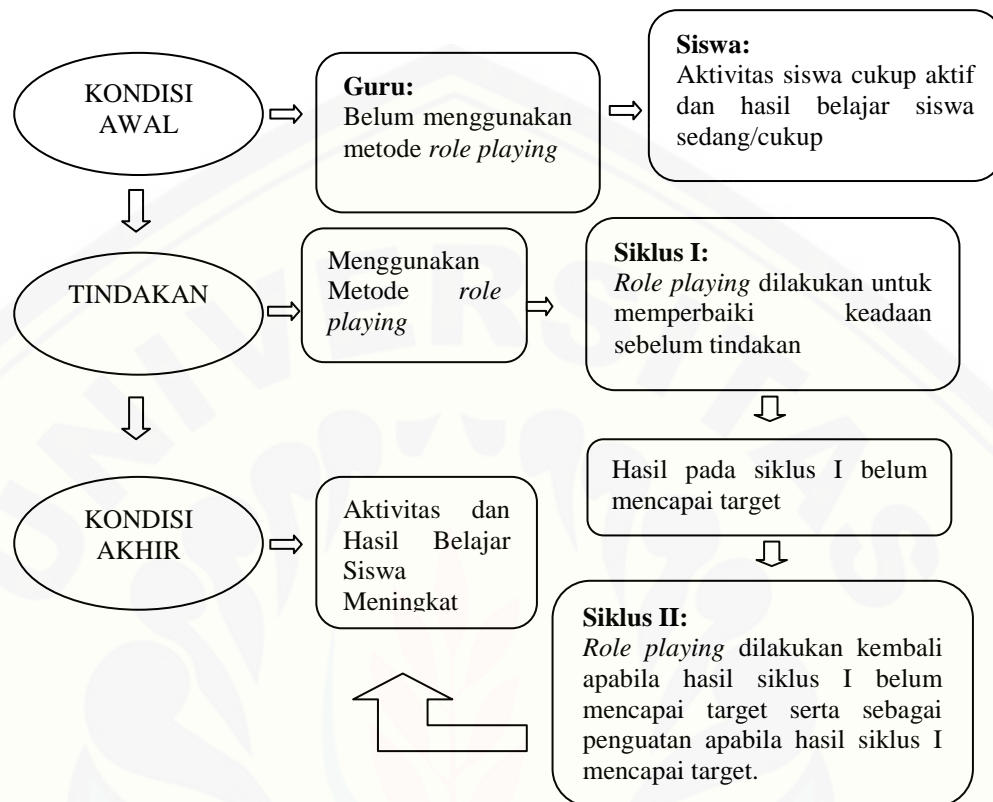 KONDISI
AWAL
Guru:
Belum menggunakan
metode role playing
Siswa:
Aktivitas siswa cukup aktif
dan hasil belajar siswa
sedang/cukup
TINDAKAN
Menggunakan
Metode role
playing
Siklus I:
Role playing dilakukan untuk
memperbaiki keadaan
sebelum tindakan
Hasil pada siklus I belum
mencapai target
Siklus II:
Role playing dilakukan kembali
apabila hasil siklus I belum
mencapai target serta sebagai
penguatan apabila hasil siklus I
mencapai target.
KONDISI
AKHIR
Aktivitas dan
Hasil Belajar
Siswa
Meningkat
UNIVERSITAS